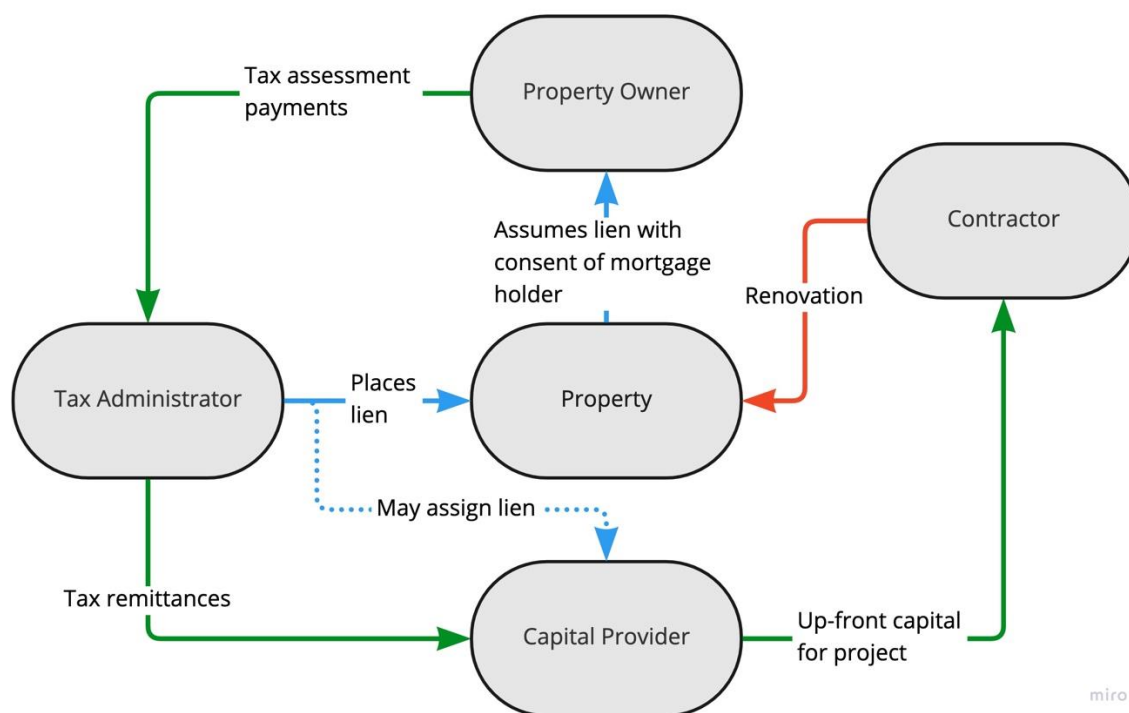 Tax assessment
payments
Property Owner
Contractor
Assumes lien with
consent of mortgage
holder
Renovation
Tax Administrator
Places
lien
Property
May assign lien
Tax remittances
Capital Provider
Up-front capital
for project
miro